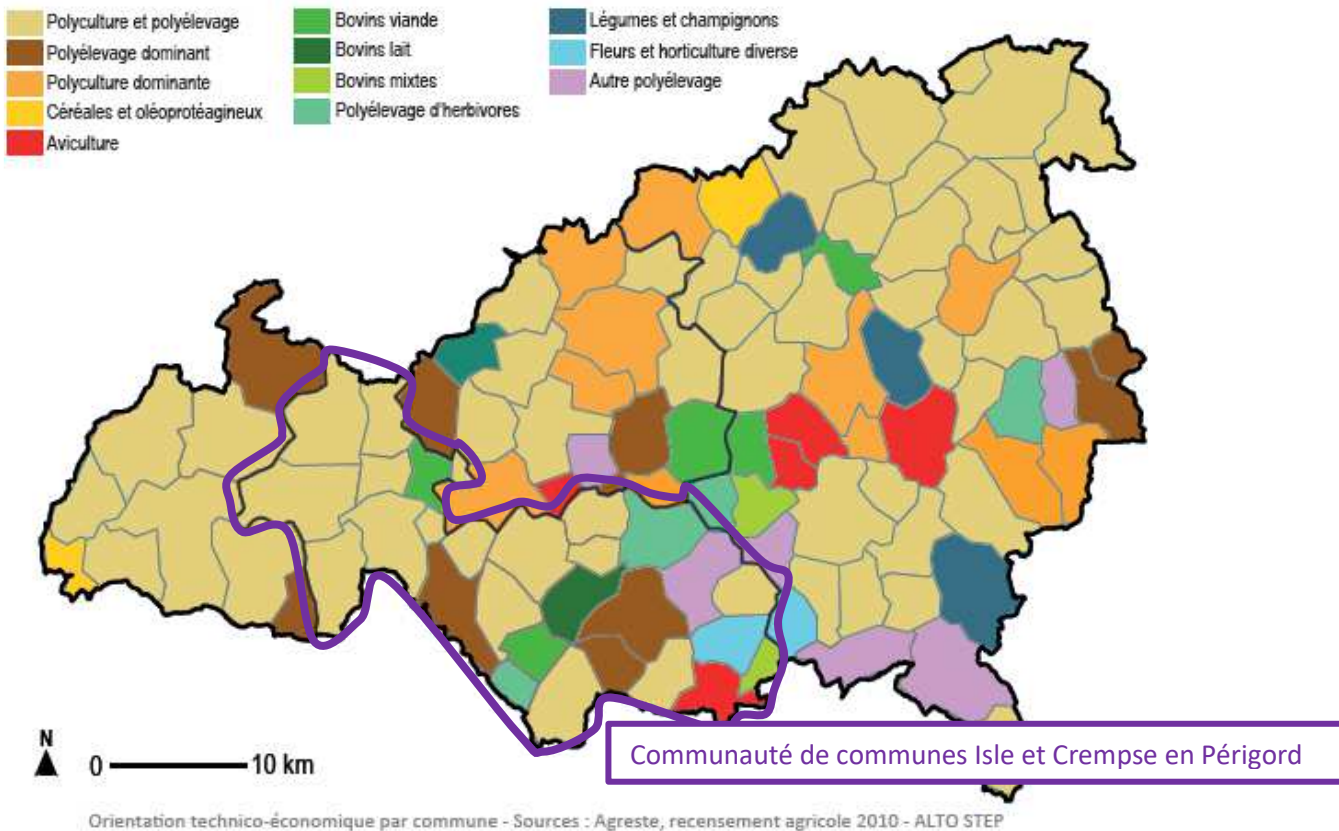 Polyculture et polyélevage
Polyélevage dominant
Polyculture dominante
Céréales et oléoprotéagineux
Aviculture
Bovins viande
Bovins lait
Bovins mixtes
Polyélevage d'herbivores
Légumes et champignons
Fleurs et horticulture diverse
Autre polyélevage
N
0 10 km
Communauté de communes Isle et Crempse en Périgord
Orientation technico-économique par commune - Sources : Agreste, recensement agricole 2010 - ALTO STEP